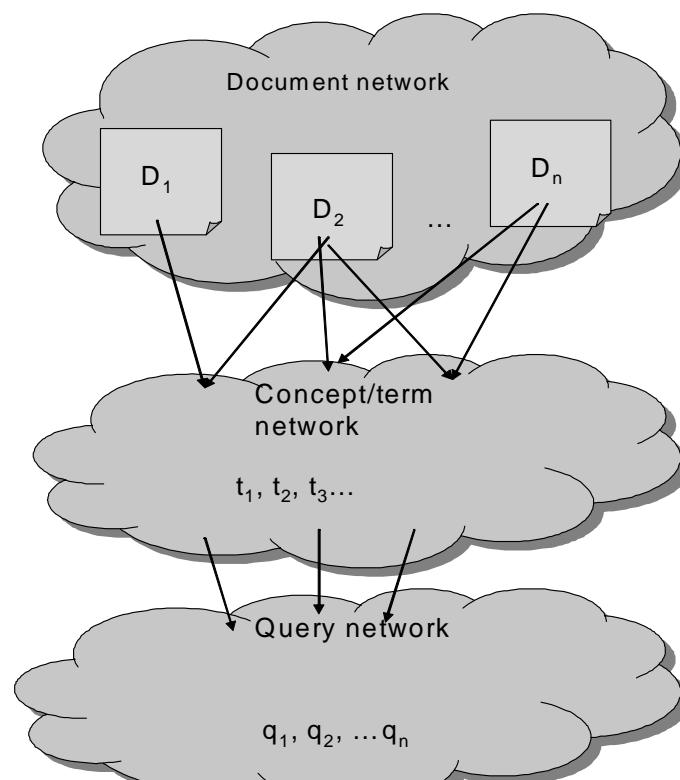 Document network
D₁
D₂
...
Dₙ
Concept/term
network
t₁, t₂, t₃...
Query network
q₁, q₂, ...qₙ